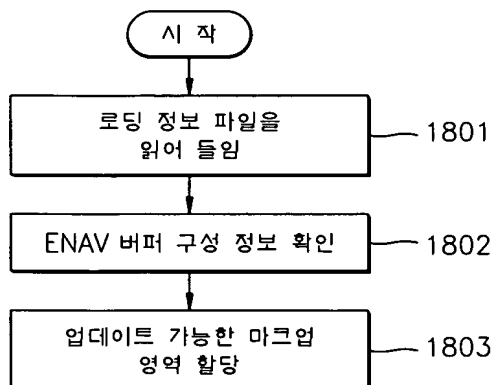 시 작
로딩 정보 파일을
읽어 들임
1801
ENAV 버퍼 구성 정보 확인
1802
업데이트 가능한 마크업
영역 할당
1803